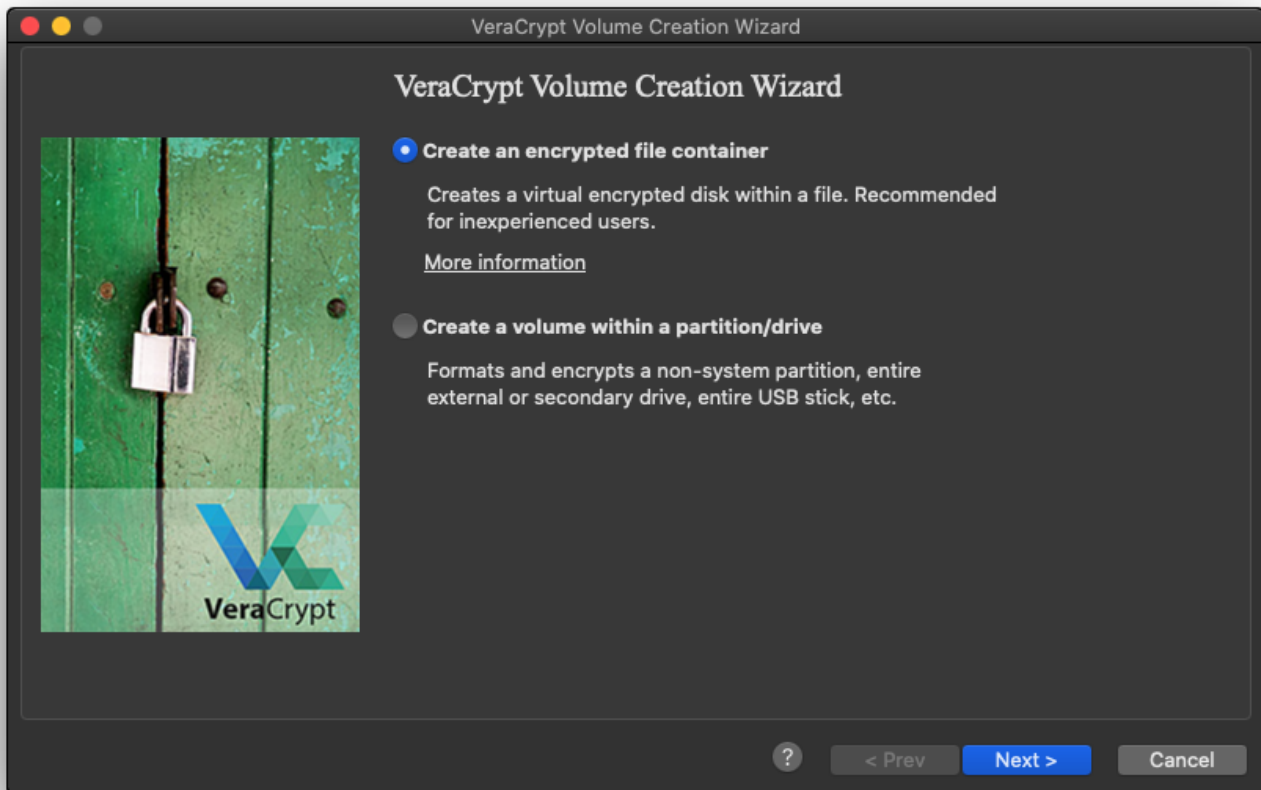 VeraCrypt Volume Creation Wizard
VeraCrypt Volume Creation Wizard
Create an encrypted file container
Creates a virtual encrypted disk within a file. Recommended
for inexperienced users.
More information
Create a volume within a partition/drive
Formats and encrypts a non-system partition, entire
external or secondary drive, entire USB stick, etc.
VeraCrypt
?
< Prev
Next >
Cancel